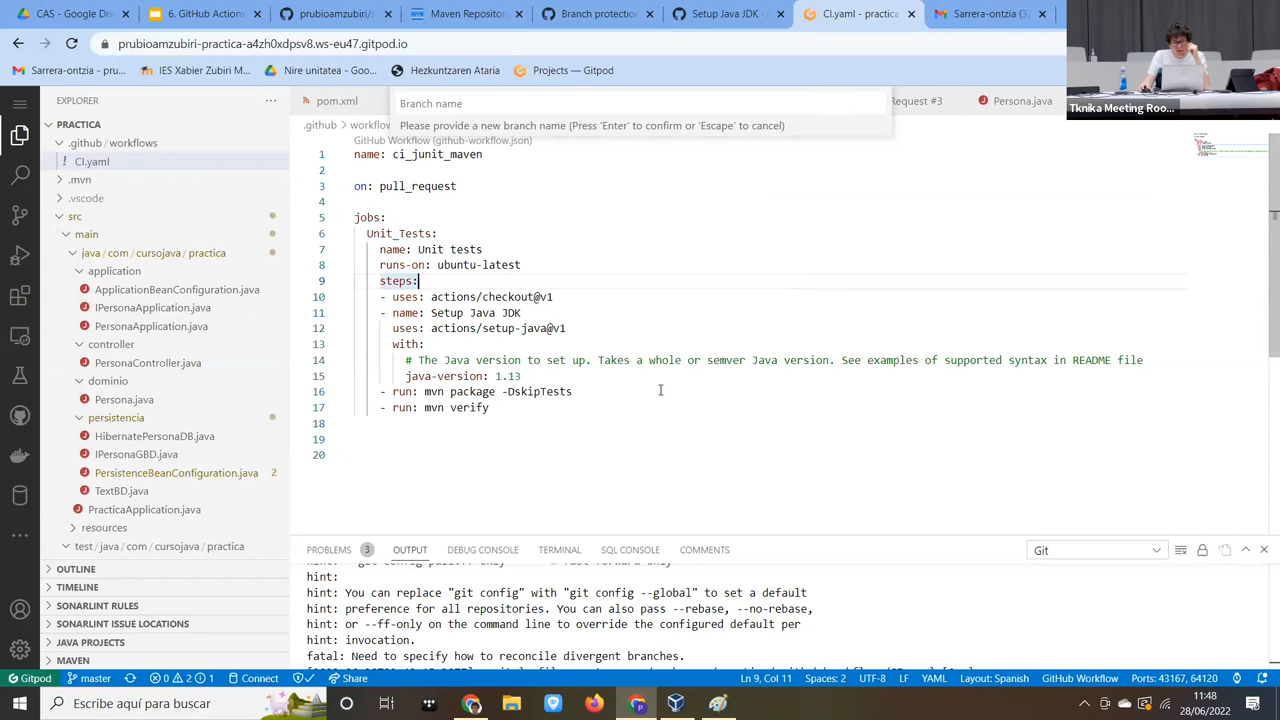 Sarrera-ontzia (3
6. Github Action
Branch protectio
Setup Java JDK
CI.yaml - practica
Sarrera-ontzia (3)
prubioamzubiri-practica-a4zh0xdpsv8.ws-eu47.gitpod.io
Sarrera-ontzia - pru...
IES Xabier Zubiri M...
Nire unitatea - Goo...
Hezkuntzaren Ataria
Projects — Gitpod
Tknika Meeting Roo...
EXPLORER
PRACTICA
.github / workflows
CI.yaml
.mvn
.vscode
src
main
java / com / cursojava / practica
application
ApplicationBeanConfiguration.java
IPersonaApplication.java
PersonaApplication.java
controller
PersonaController.java
dominio
Persona.java
persistencia
HibernatePersonaDB.java
IPersonaGBD.java
PersistenceBeanConfiguration.java 2
TextBD.java
PracticaApplication.java
resources
test / java / com / cursojava / practica
OUTLINE
TIMELINE
SONARLINT RULES
SONARLINT ISSUE LOCATIONS
JAVA PROJECTS
MAVEN
pom.xml
Branch name
Request #3
Persona.java
.github
workflow
Please provide a new branch name (Press 'Enter' to confirm or 'Escape' to cancel)
GitHub Workflow (github-workflow.json)
1 name: ci_junit_maven
2
3 on: pull_request
4
5 jobs:
6 Unit_Tests:
7 name: Unit tests
8 runs-on: ubuntu-latest
9 steps:
10 - uses: actions/checkout@v1
11 - name: Setup Java JDK
12 uses: actions/setup-java@v1
13 with:
14 # The Java version to set up. Takes a whole or semver Java version. See examples of supported syntax in README file
15 java-version: 1.13
16 - run: mvn package -DskipTests
17 - run: mvn verify
18
19
20
PROBLEMS 3 OUTPUT DEBUG CONSOLE TERMINAL SQL CONSOLE COMMENTS Git
hint:
hint: You can replace "git config" with "git config --global" to set a default
hint: preference for all repositories. You can also pass --rebase, --no-rebase,
hint: or --ff-only on the command line to override the configured default per
hint: invocation.
fatal: Need to specify how to reconcile divergent branches.
Gitpod master 0 2 1 Connect Share Ln 9, Col 11 Spaces: 2 UTF-8 LF YAML Layout: Spanish GitHub Workflow Ports: 43167, 64120
Escribe aquí para buscar
11:48
28/06/2022